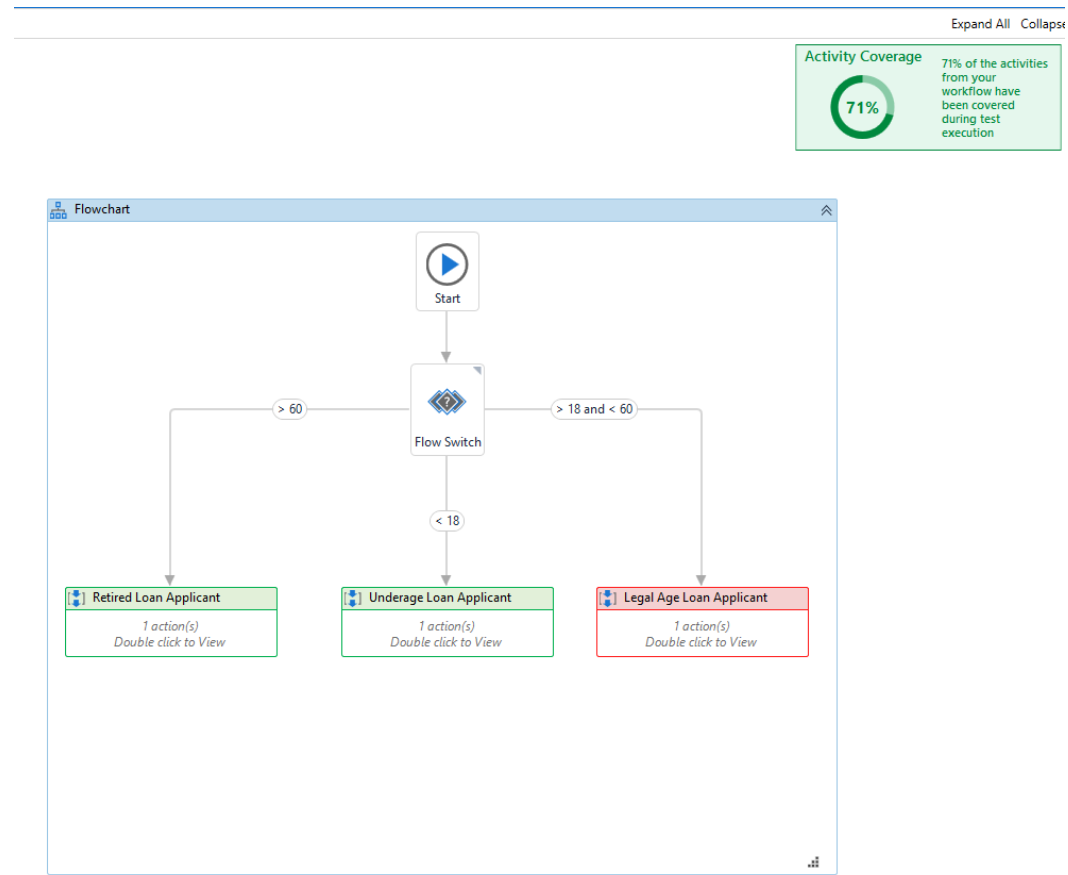 Expand All Collapse
Activity Coverage
71%
71% of the activities
from your
workflow have
been covered
during test
execution
Flowchart
Start
Flow Switch
> 60
> 18 and < 60
< 18
Retired Loan Applicant
1 action(s)
Double click to View
Underage Loan Applicant
1 action(s)
Double click to View
Legal Age Loan Applicant
1 action(s)
Double click to View